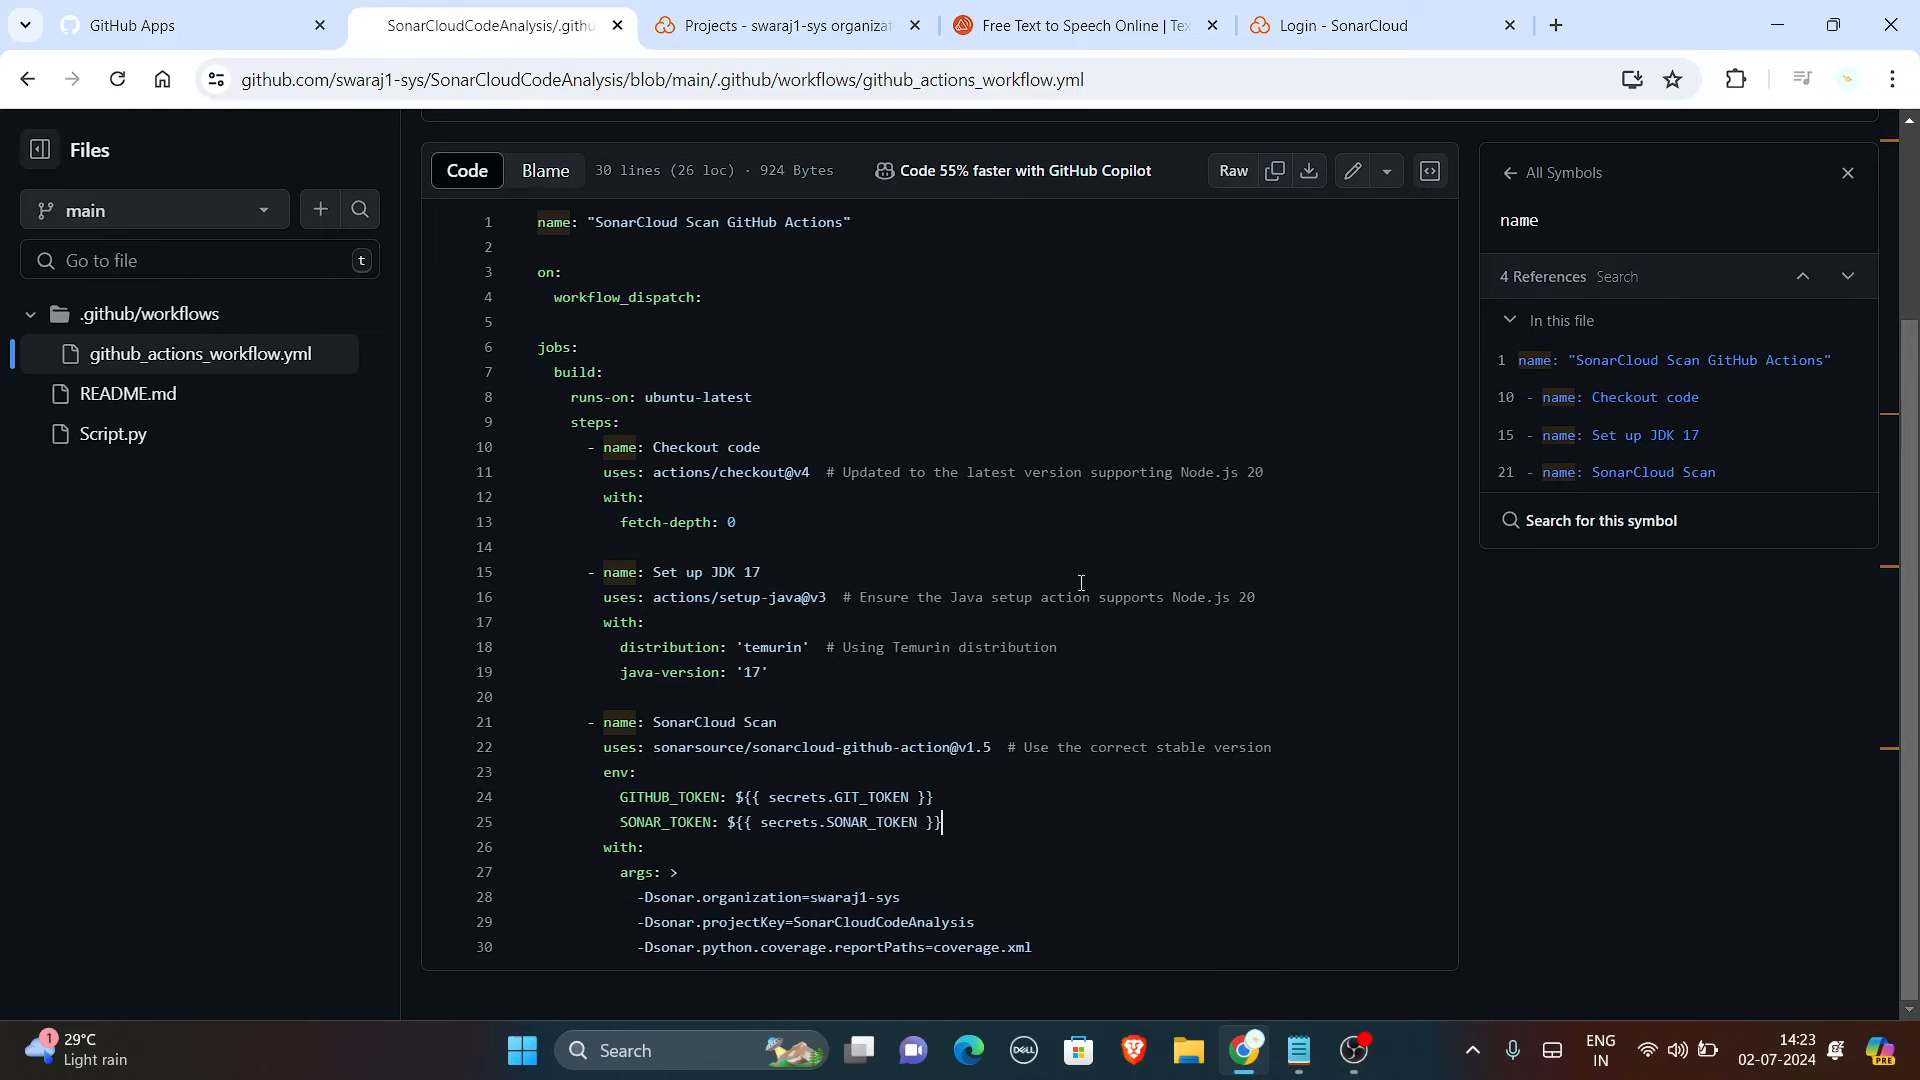 GitHub Apps
SonarCloudCodeAnalysis/.githu
Projects - swaraj1-sys organizat
Free Text to Speech Online | Tex
Login - SonarCloud
github.com/swaraj1-sys/SonarCloudCodeAnalysis/blob/main/.github/workflows/github_actions_workflow.yml
Files
main
Go to file
t
.github/workflows
github_actions_workflow.yml
README.md
Script.py
Code
Blame
30 lines (26 loc) · 924 Bytes
Code 55% faster with GitHub Copilot
Raw
1 name: "SonarCloud Scan GitHub Actions"
2
3 on:
4 workflow_dispatch:
5
6 jobs:
7 build:
8 runs-on: ubuntu-latest
9 steps:
10 - name: Checkout code
11 uses: actions/checkout@v4 # Updated to the latest version supporting Node.js 20
12 with:
13 fetch-depth: 0
14
15 - name: Set up JDK 17
16 uses: actions/setup-java@v3 # Ensure the Java setup action supports Node.js 20
17 with:
18 distribution: 'temurin' # Using Temurin distribution
19 java-version: '17'
20
21 - name: SonarCloud Scan
22 uses: sonarsource/sonarcloud-github-action@v1.5 # Use the correct stable version
23 env:
24 GITHUB_TOKEN: ${{ secrets.GIT_TOKEN }}
25 SONAR_TOKEN: ${{ secrets.SONAR_TOKEN }}
26 with:
27 args: >
28 -Dsonar.organization=swaraj1-sys
29 -Dsonar.projectKey=SonarCloudCodeAnalysis
30 -Dsonar.python.coverage.reportPaths=coverage.xml
All Symbols
name
4 References Search
In this file
1 name: "SonarCloud Scan GitHub Actions"
10 - name: Checkout code
15 - name: Set up JDK 17
21 - name: SonarCloud Scan
Search for this symbol
1
29°C
Light rain
Search
DELL
ENG
IN
14:23
02-07-2024
PRE